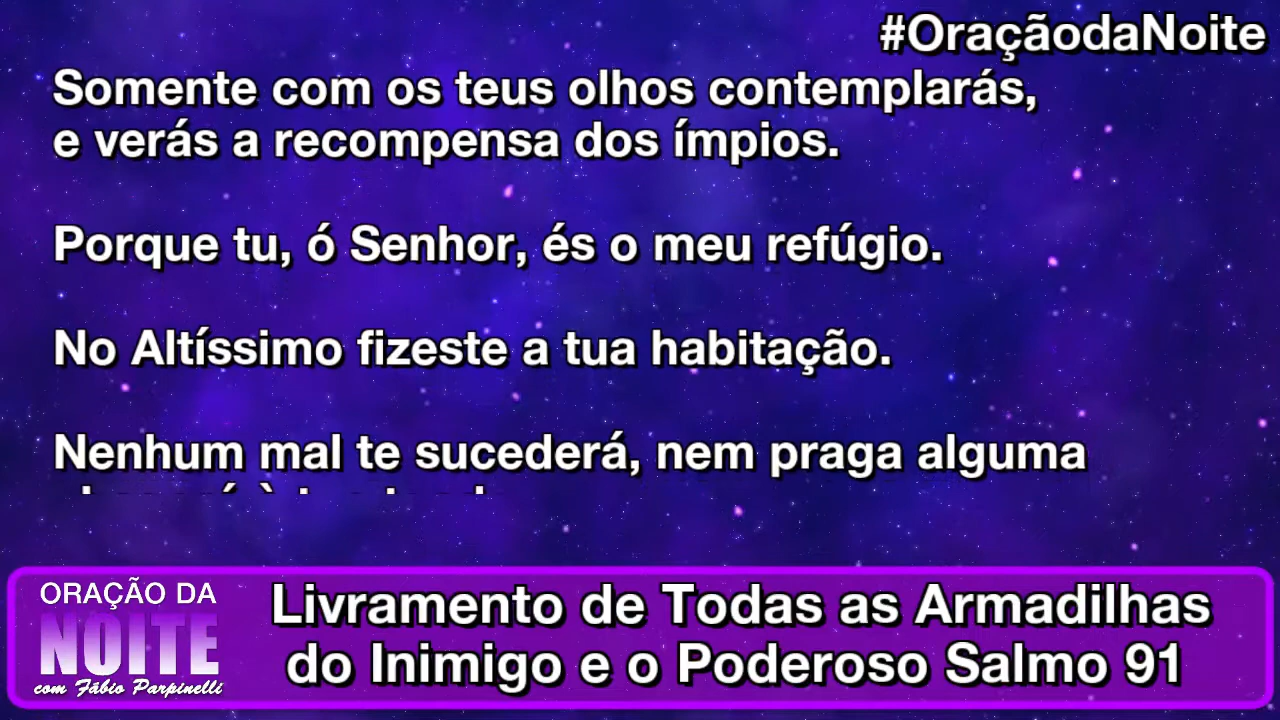 #OraçãodaNoite
Somente com os teus olhos contemplarás,
e verás a recompensa dos ímpios.
Porque tu, ó Senhor, és o meu refúgio.
No Altíssimo fizeste a tua habitação.
Nenhum mal te sucederá, nem praga alguma
ORAÇÃO DA
NOITE
com Fábio Parpinelli
Livramento de Todas as Armadilhas
do Inimigo e o Poderoso Salmo 91